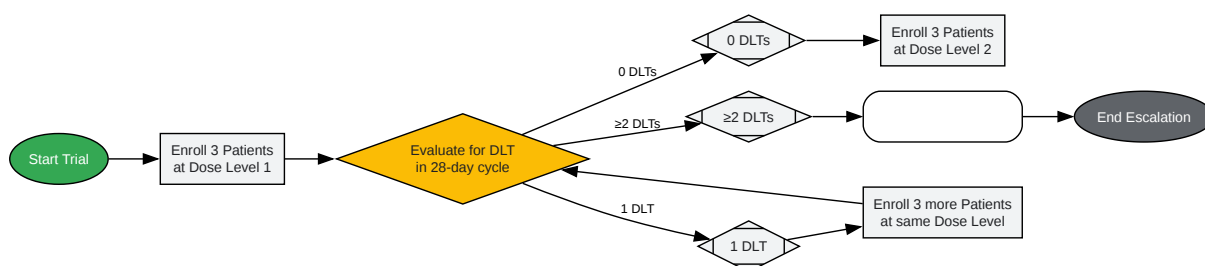 Start Trial
Enroll 3 Patients
at Dose Level 1
Evaluate for DLT
in 28-day cycle
0 DLTs
0 DLTs
Enroll 3 Patients
at Dose Level 2
≥2 DLTs
≥2 DLTs
End Escalation
1 DLT
1 DLT
Enroll 3 more Patients
at same Dose Level